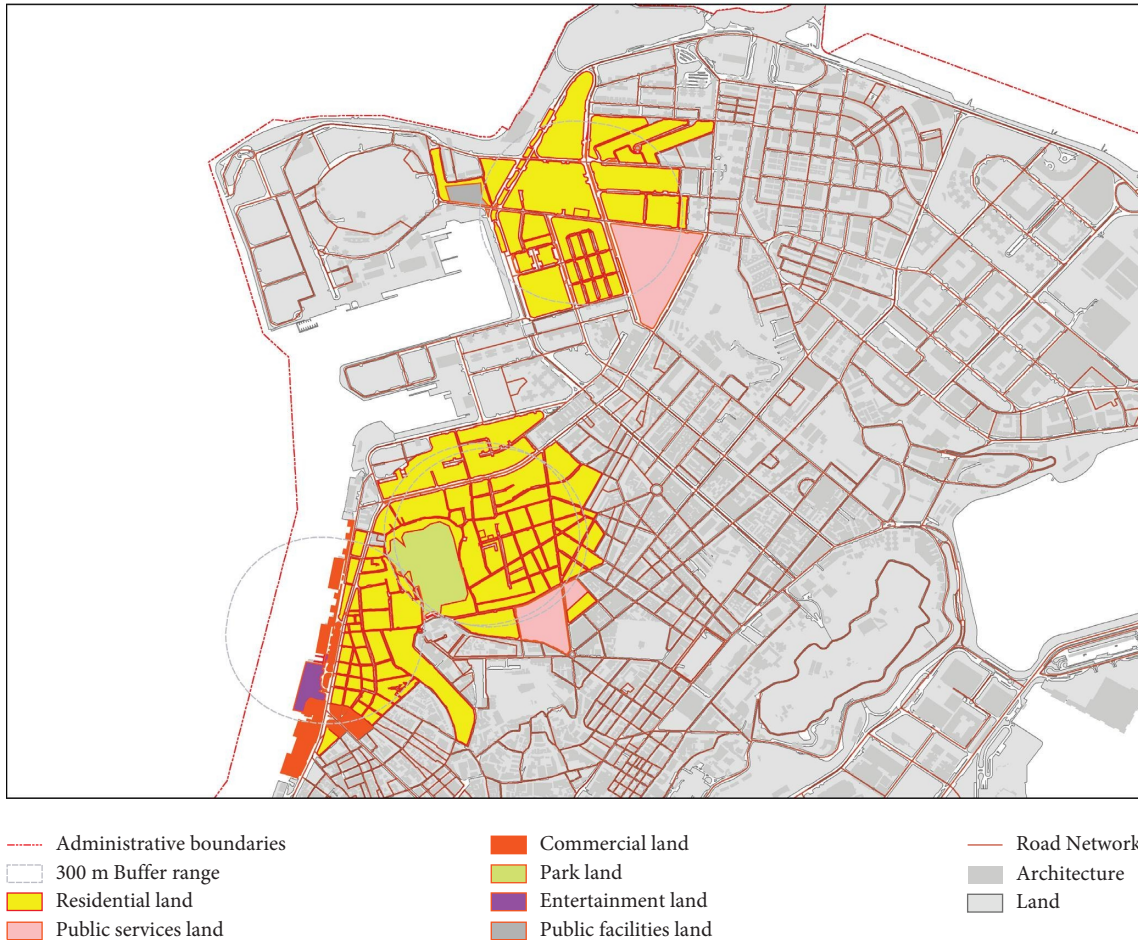 Administrative boundaries
300 m Buffer range
Residential land
Public services land
Commercial land
Park land
Entertainment land
Public facilities land
Road Network
Architecture
Land